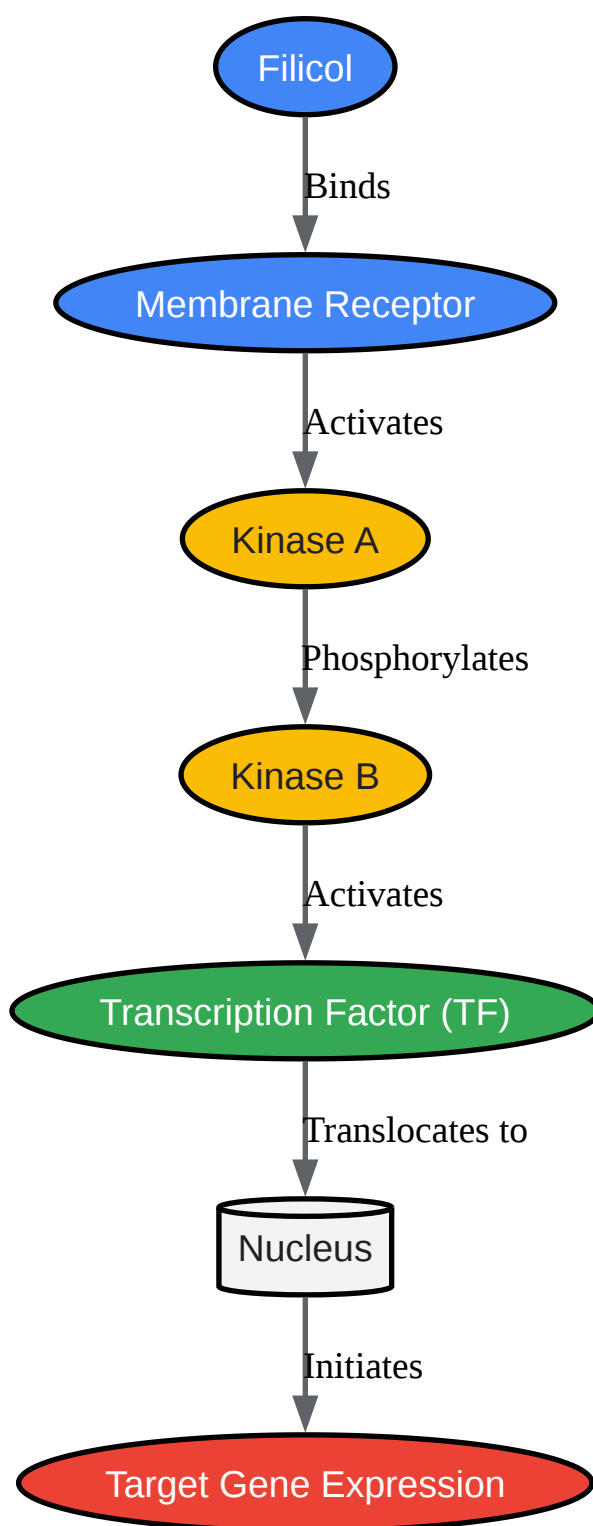 Filicol
Binds
Membrane Receptor
Activates
Kinase A
Phosphorylates
Kinase B
Activates
Transcription Factor (TF)
Translocates to
Nucleus
Initiates
Target Gene Expression